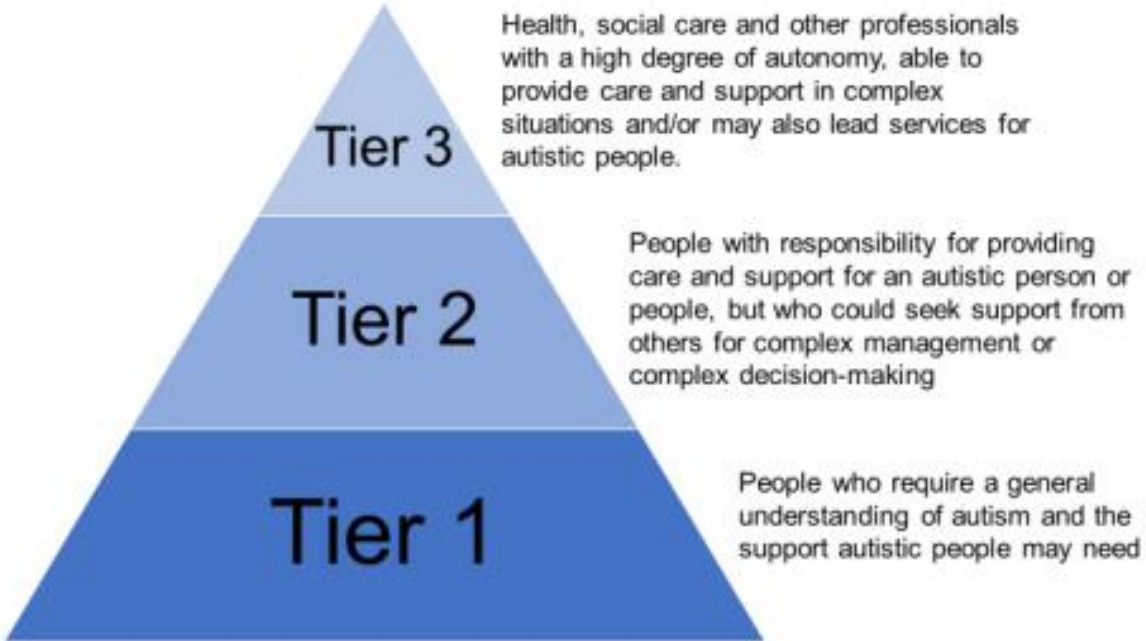 Health, social care and other professionals
with a high degree of autonomy, able to
provide care and support in complex
situations and/or may also lead services for
autistic people.
Tier 3
People with responsibility for providing
care and support for an autistic person or
people, but who could seek support from
others for complex management or
complex decision-making
Tier 2
People who require a general
understanding of autism and the
support autistic people may need
Tier 1